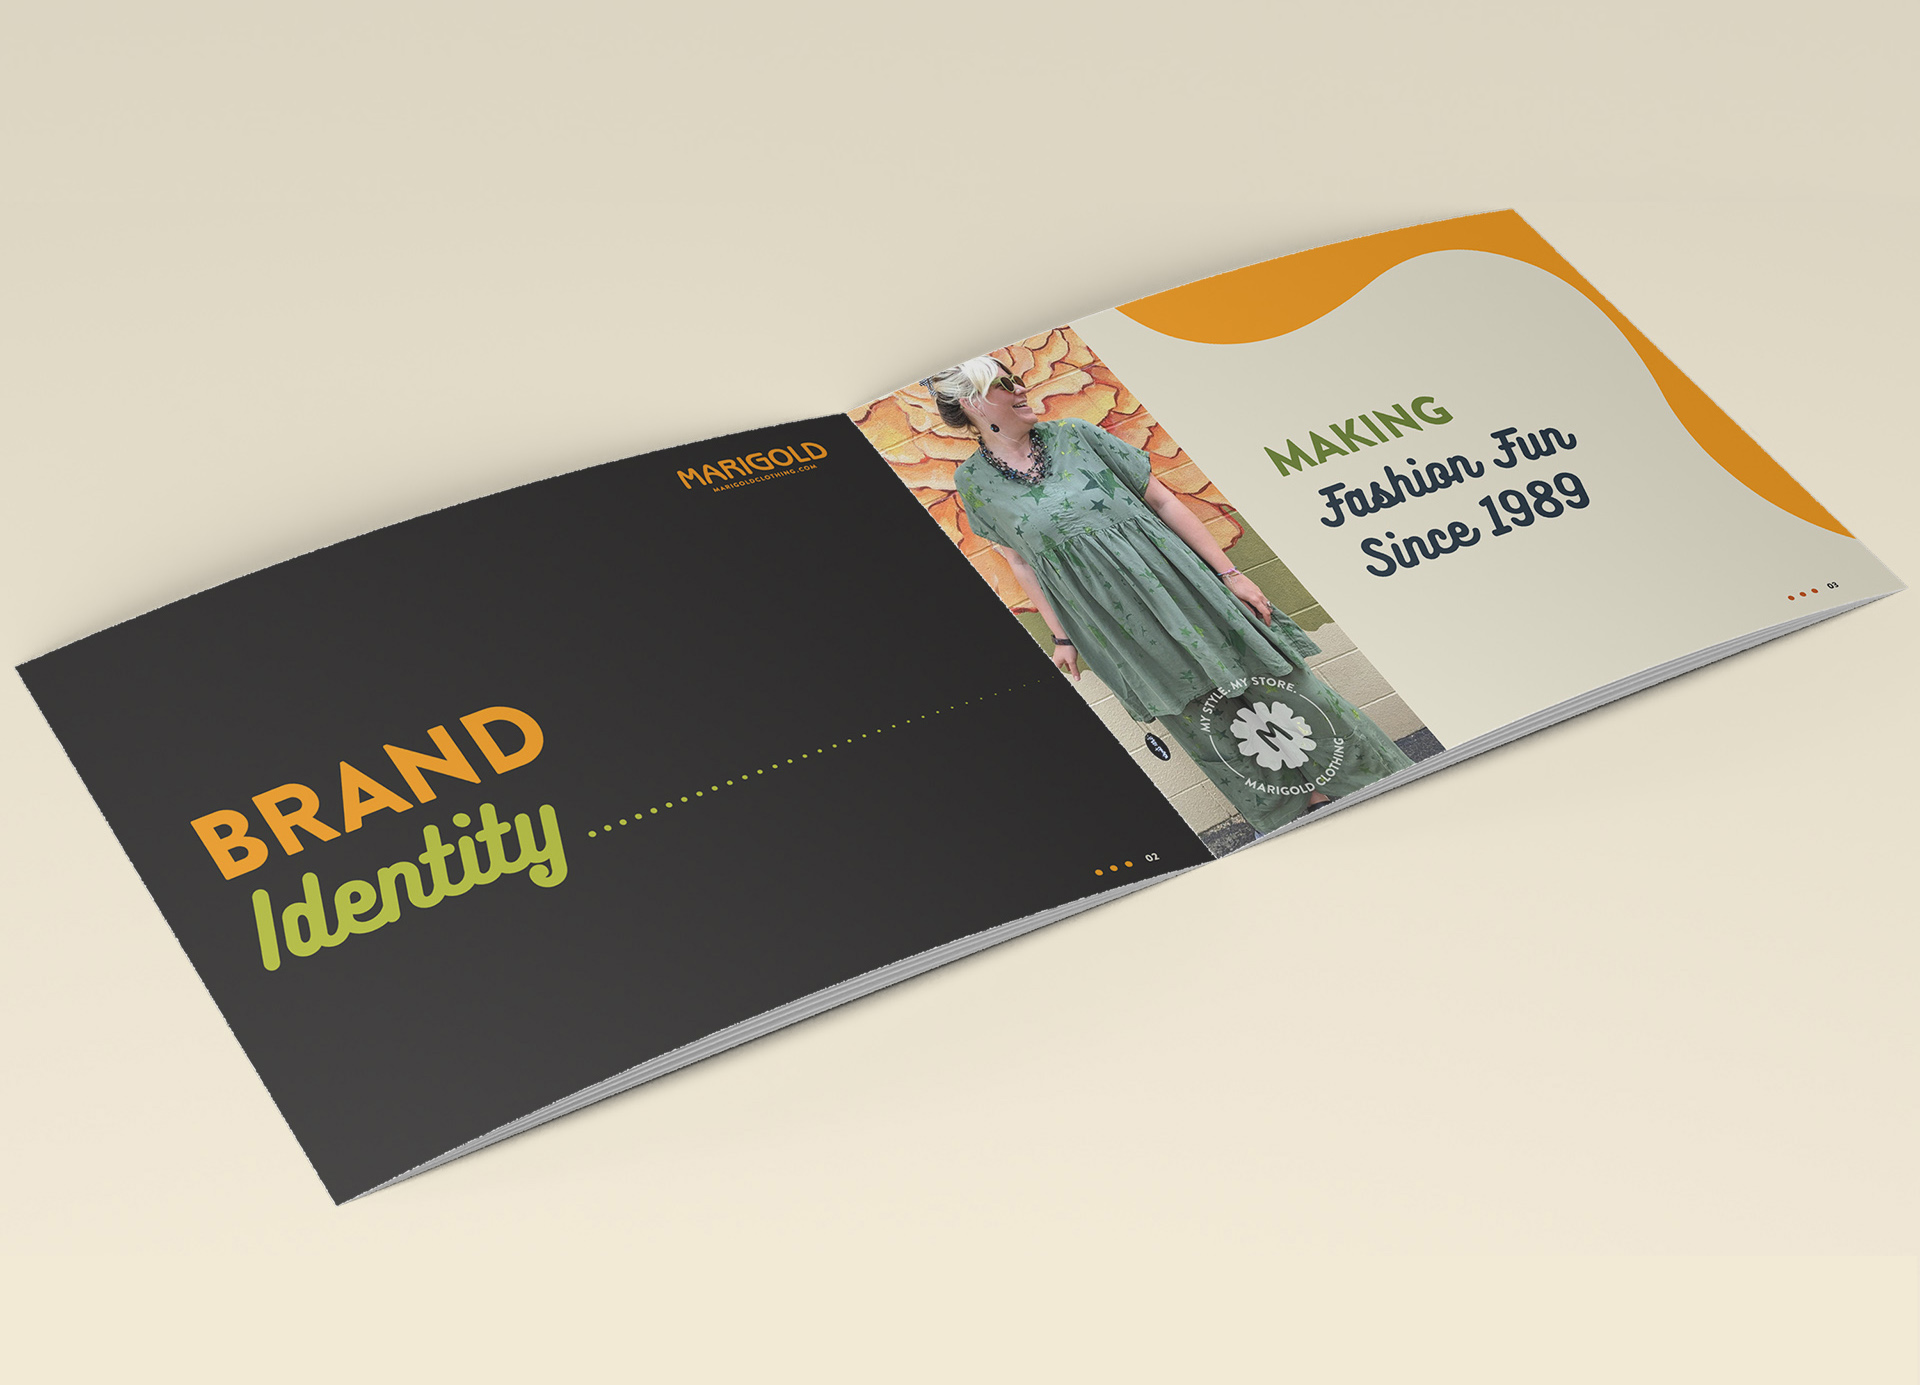 MARIGOLD
MARIGOLDCLOTHING.COM
BRAND
Identity
02
MY STYLE. MY STORE.
M
MARIGOLD CLOTHING
MAKING
Fashion Fun
Since 1989
03